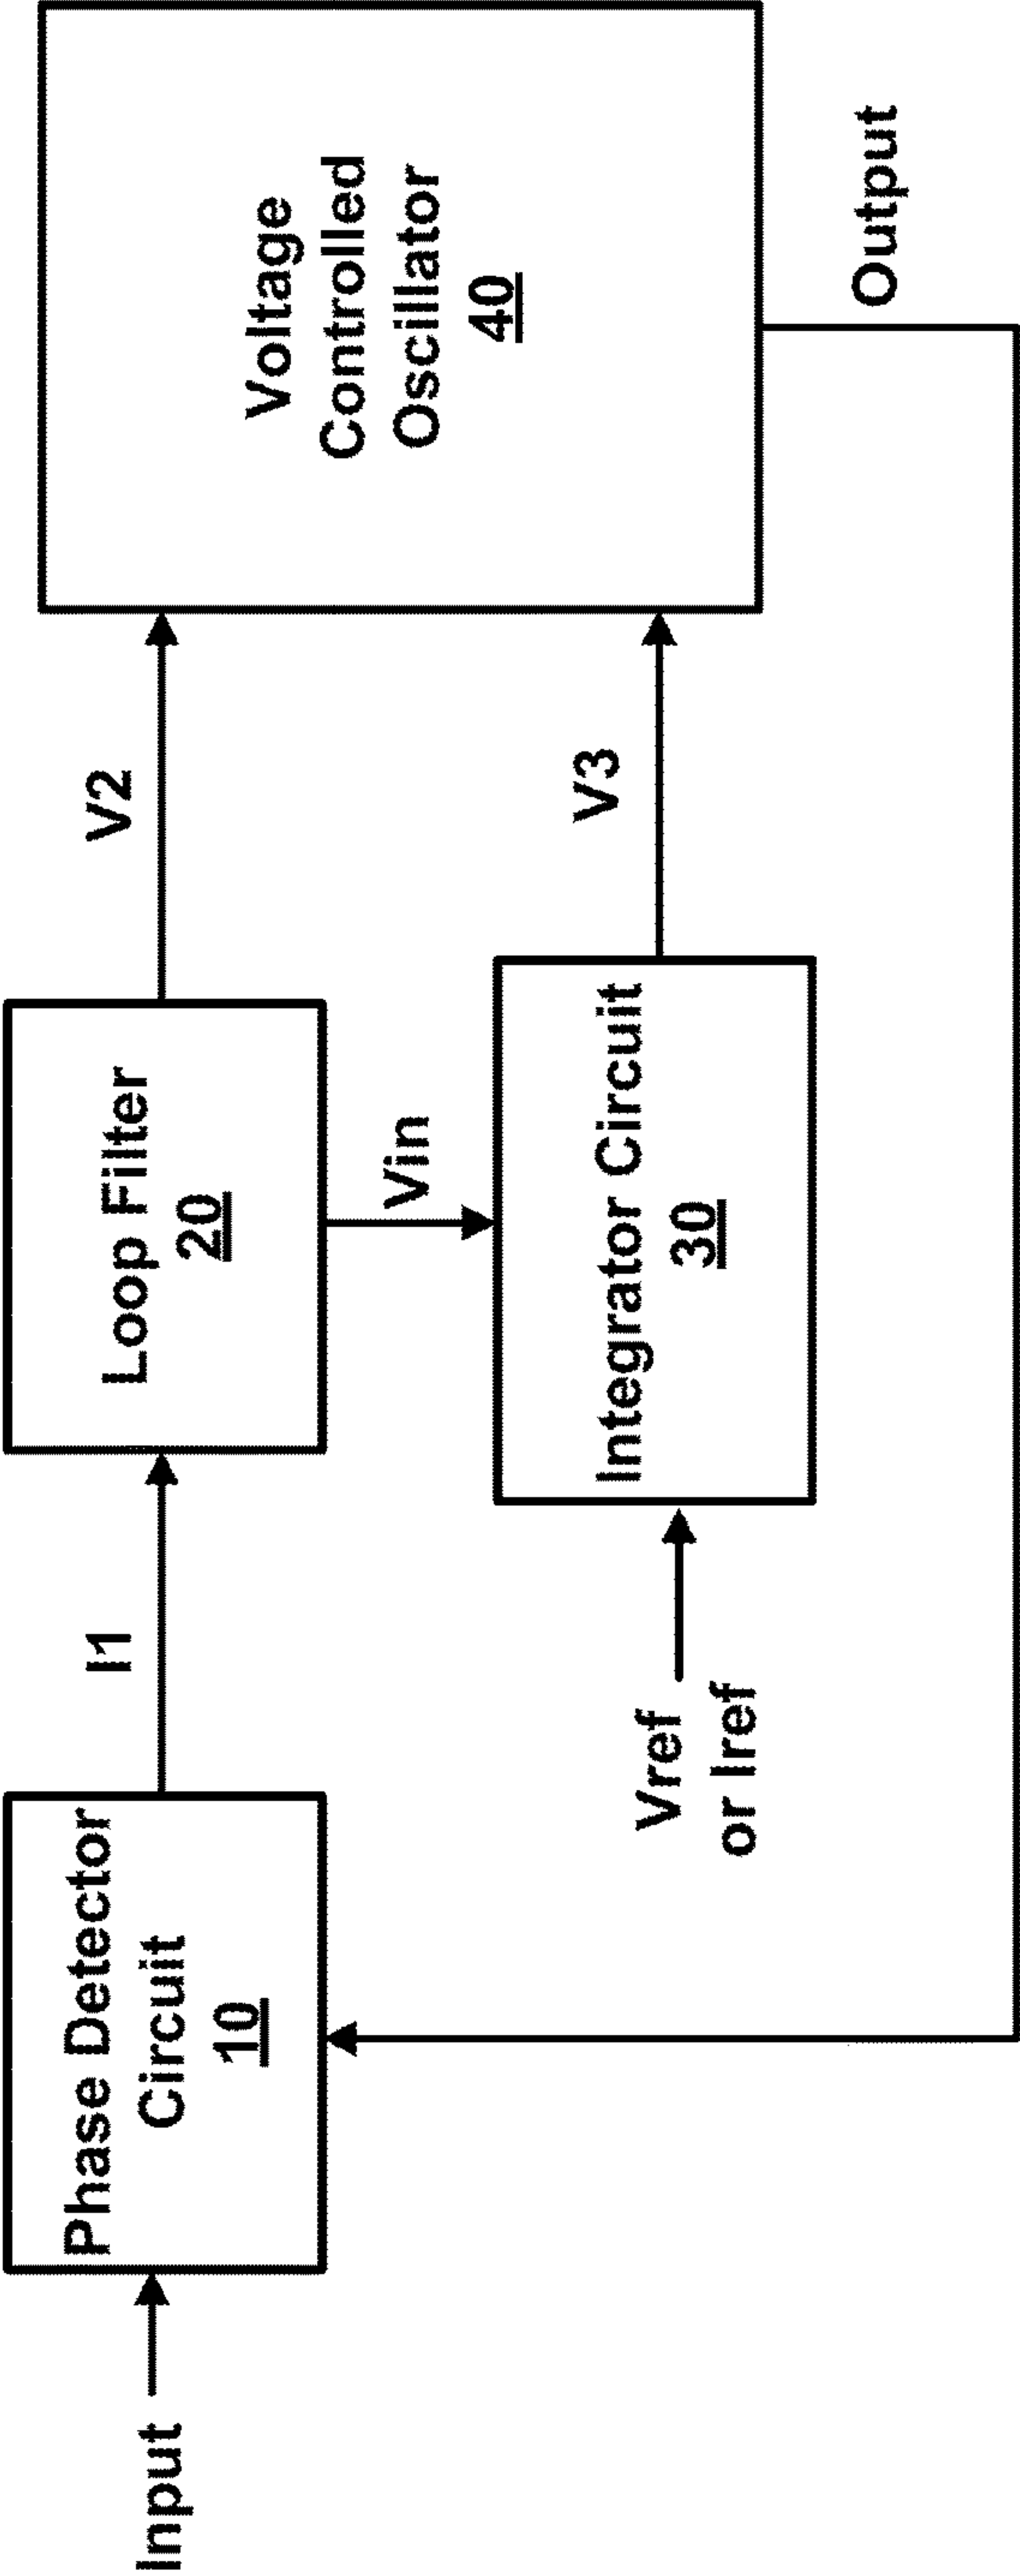 Input
Phase Detector
Circuit
10
I1
Loop Filter
20
V2
Vin
Vref
or Iref
Integrator Circuit
30
V3
Voltage
Controlled
Oscillator
40
Output